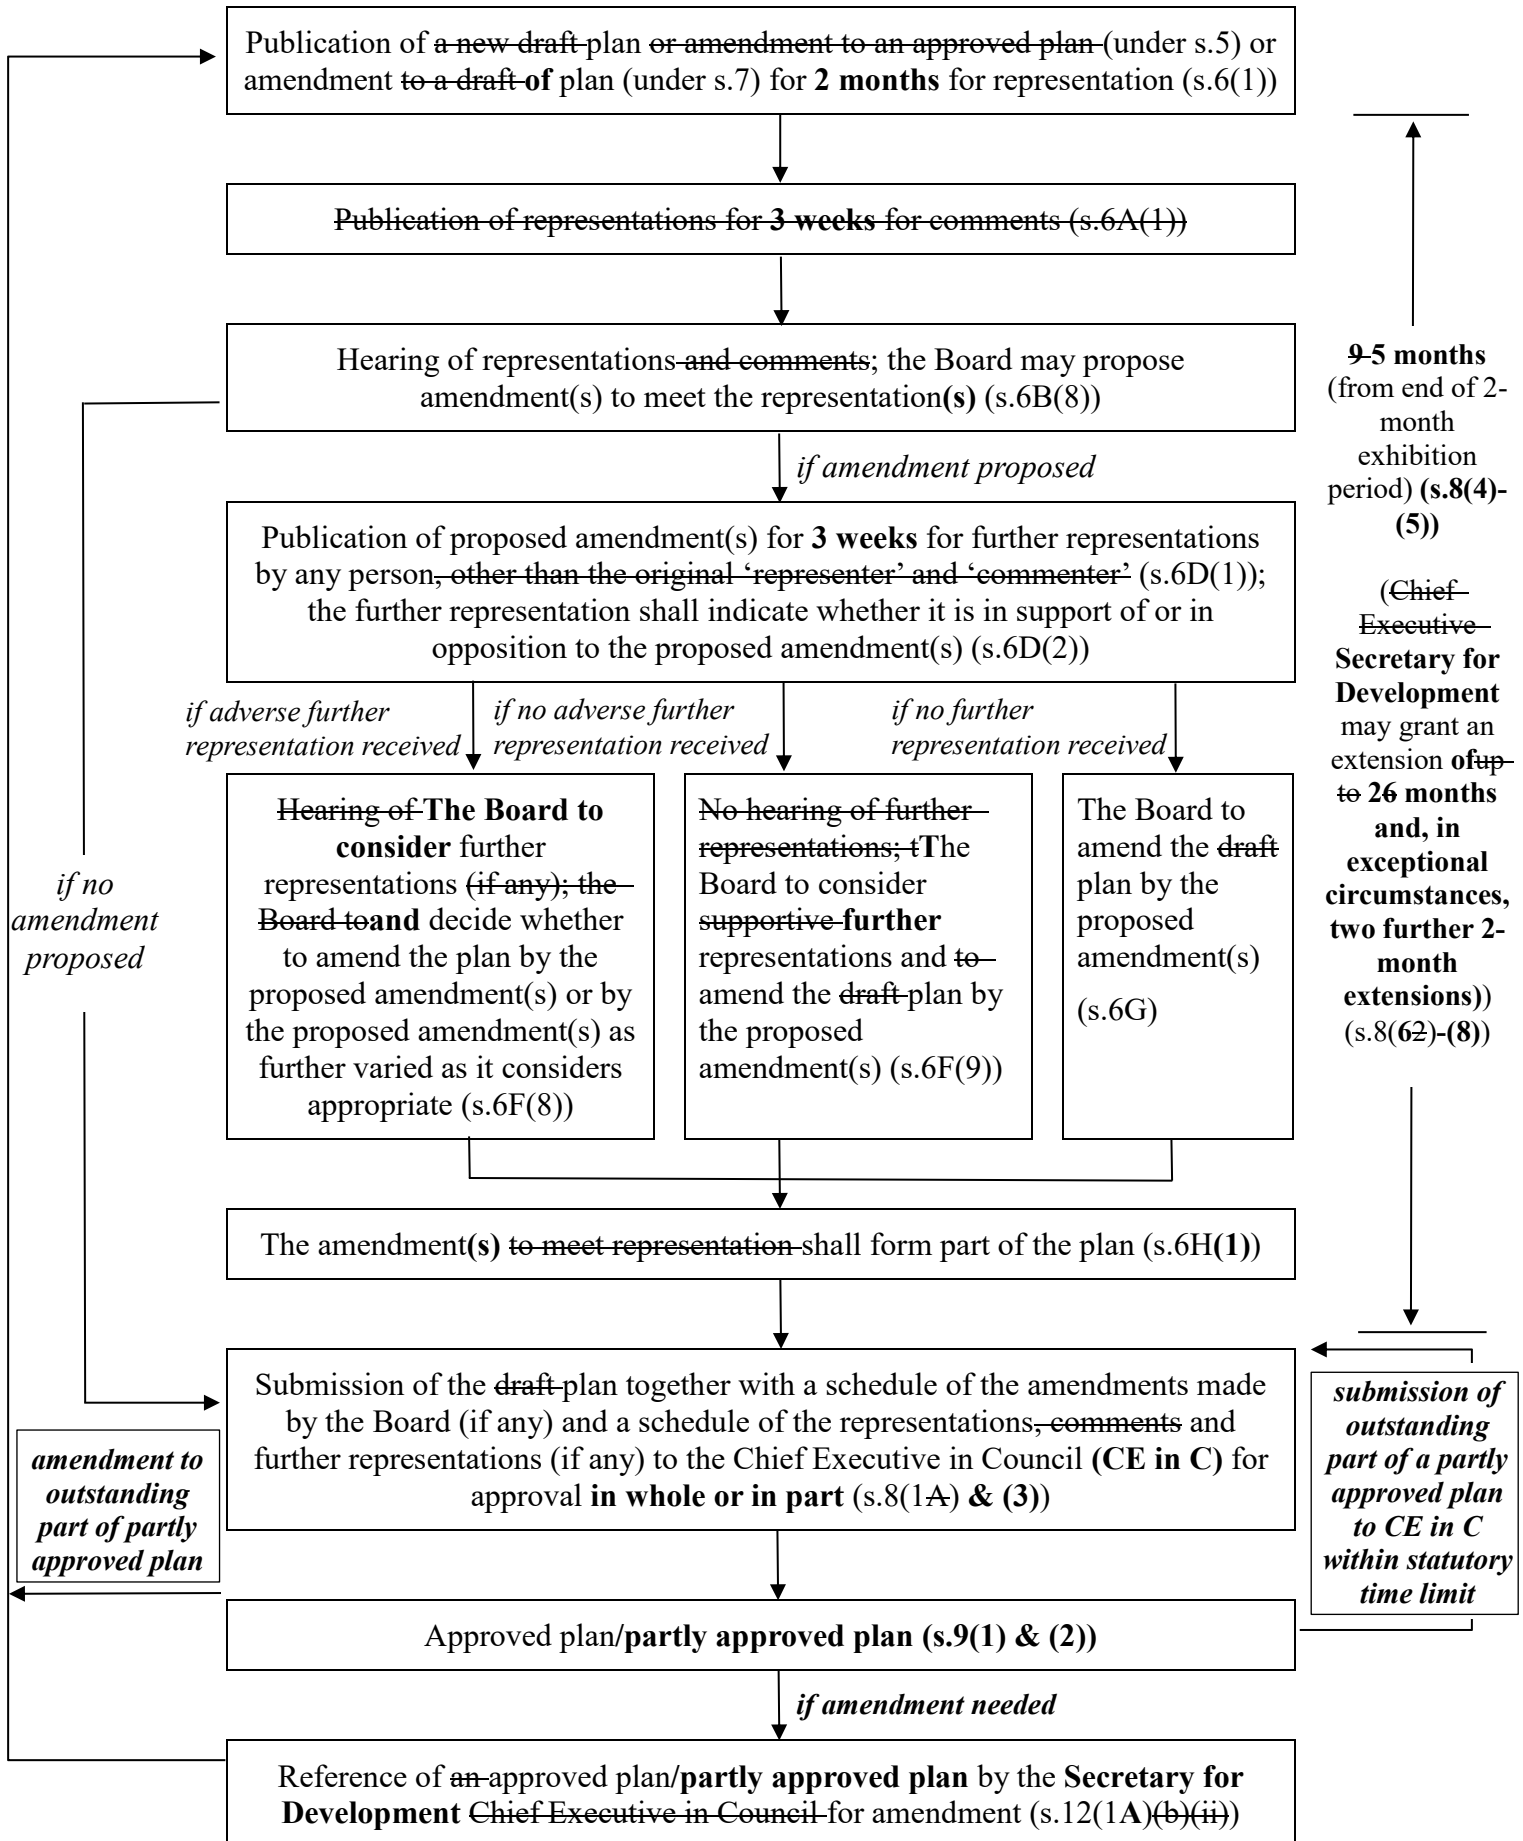 Publication of a new draft plan or amendment to an approved plan (under s.5) or
amendment to a draft of plan (under s.7) for 2 months for representation (s.6(1))
Publication of representations for 3 weeks for comments (s.6A(1))
Hearing of representations and comments; the Board may propose
amendment(s) to meet the representation(s) (s.6B(8))
if amendment proposed
Publication of proposed amendment(s) for 3 weeks for further representations
by any person, other than the original ‘representer’ and ‘commenter’ (s.6D(1));
the further representation shall indicate whether it is in support of or in
opposition to the proposed amendment(s) (s.6D(2))
if adverse further
representation received
if no adverse further
representation received
if no further
representation received
Hearing of The Board to
consider further
representations (if any); the
Board toand decide whether
to amend the plan by the
proposed amendment(s) or by
the proposed amendment(s) as
further varied as it considers
appropriate (s.6F(8))
No hearing of further
representations; tThe
Board to consider
supportive further
representations and to
amend the draft plan by
the proposed
amendment(s) (s.6F(9))
The Board to
amend the draft
plan by the
proposed
amendment(s)
(s.6G)
if no
amendment
proposed
9 5 months
(from end of 2-
month
exhibition
period) (s.8(4)-
(5))
(Chief
Executive
Secretary for
Development
may grant an
extension ofup
to 26 months
and, in
exceptional
circumstances,
two further 2-
month
extensions))
(s.8(62)-(8))
The amendment(s) to meet representation shall form part of the plan (s.6H(1))
Submission of the draft plan together with a schedule of the amendments made
by the Board (if any) and a schedule of the representations, comments and
further representations (if any) to the Chief Executive in Council (CE in C) for
approval in whole or in part (s.8(1A) & (3))
amendment to
outstanding
part of partly
approved plan
submission of
outstanding
part of a partly
approved plan
to CE in C
within statutory
time limit
Approved plan/partly approved plan (s.9(1) & (2))
if amendment needed
Reference of an approved plan/partly approved plan by the Secretary for
Development Chief Executive in Council for amendment (s.12(1A)(b)(ii))